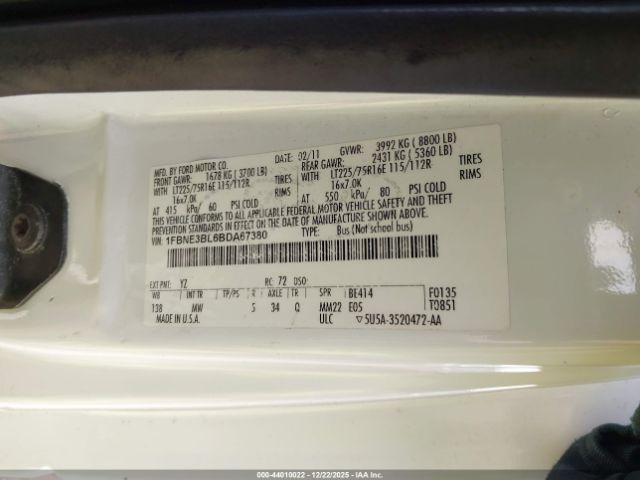 MFD. BY FORD MOTOR CO. DATE: 02/11 GVWR: 3992 KG ( 8800 LB)
FRONT GAWR: 1678 KG ( 3700 LB) REAR GAWR: 2431 KG ( 5360 LB)
WITH LT225/75R16E 115/112R TIRES WITH LT225/75R16E 115/112R TIRES
16x7.0K RIMS 16x7.0K RIMS
AT 415 kPa/ 60 PSI COLD AT 550 kPa/ 80 PSI COLD
THIS VEHICLE CONFORMS TO ALL APPLICABLE FEDERAL MOTOR VEHICLE SAFETY STANDARDS IN
EFFECT ON THE DATE OF MANUFACTURE SHOWN ABOVE.
VIN: 1FBNE3BL6BDA67380 TYPE: Bus (Not School Bus)
EXT PNT: YZ RC: 72 DSO: F0135
WB INT TR TP/PS R AXLE TR SPR BE414 T0851
138 MW 5 34 Q MM22 E05
MADE IN U.S.A. ULC ▽5U5A-3520472-AA
000-44010022 | 12/22/2025 - IAAI.COM